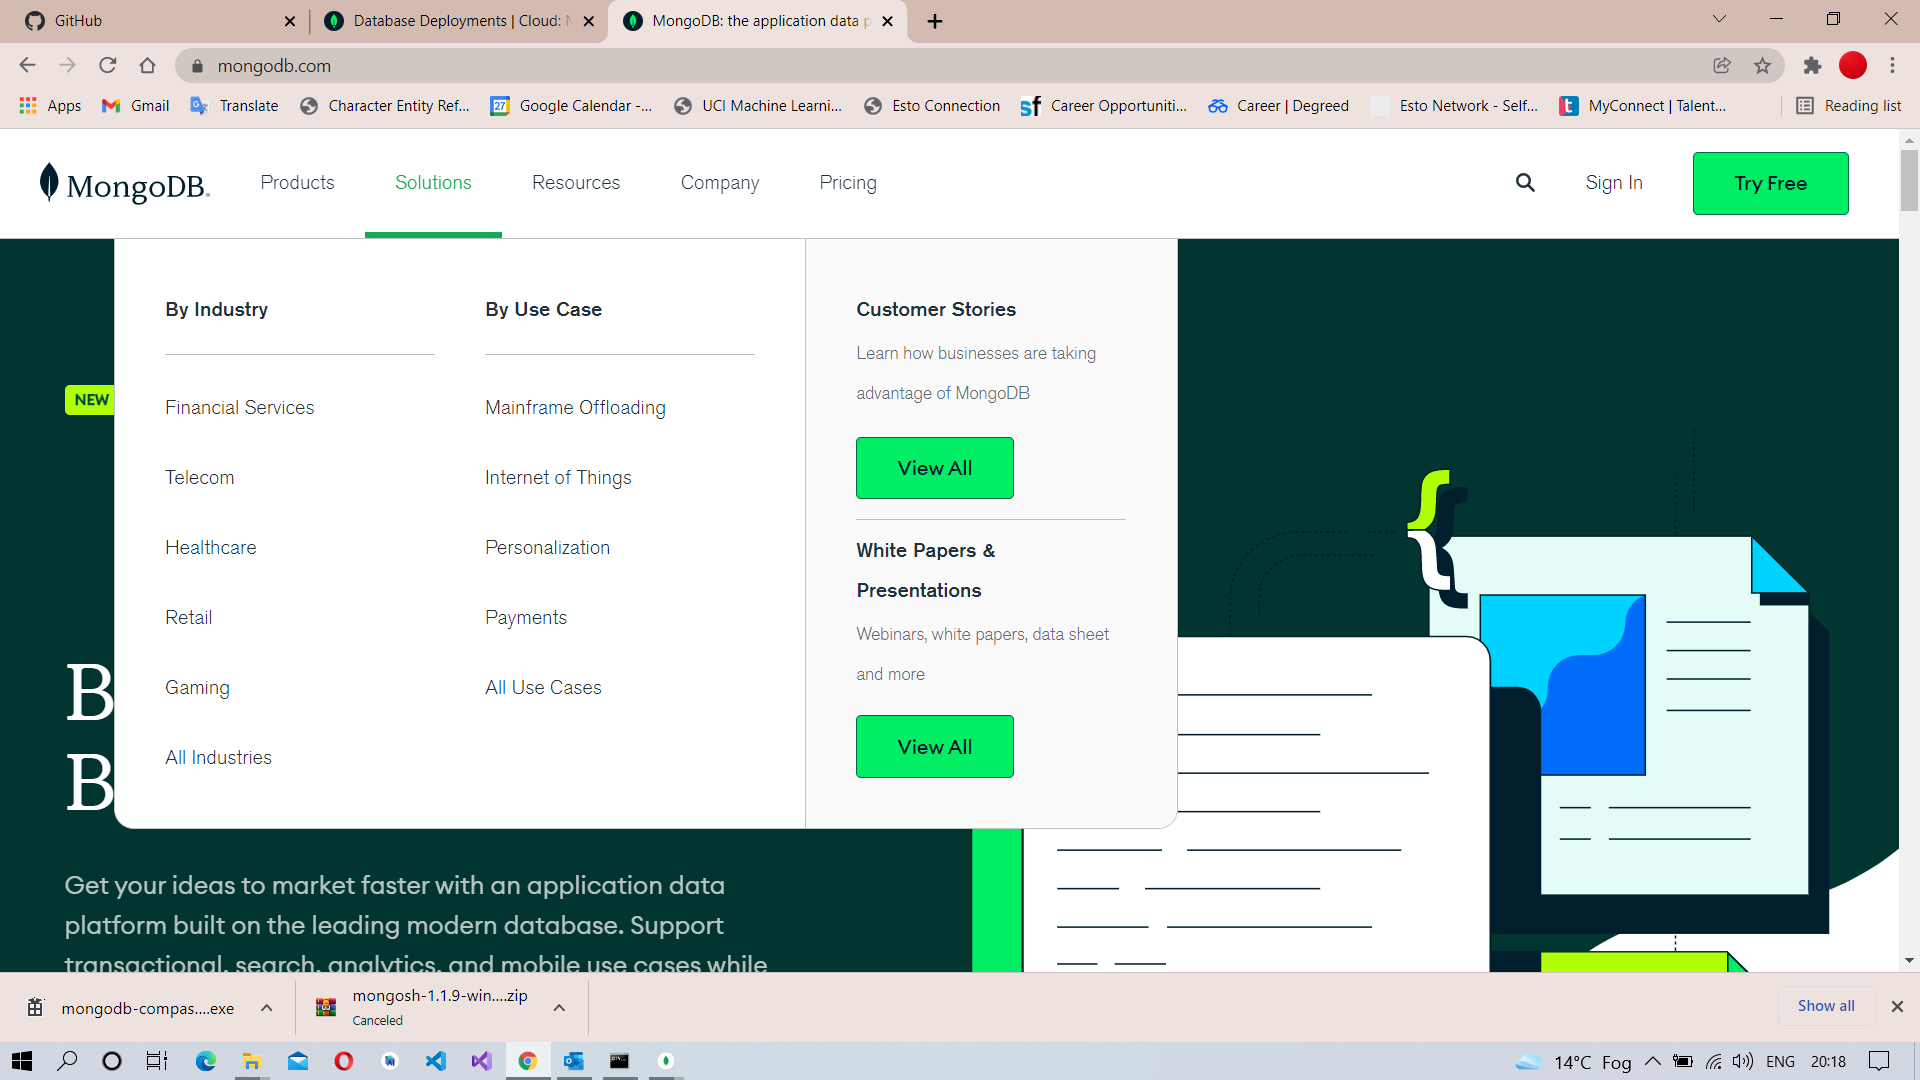 GitHub
Database Deployments | Cloud:
MongoDB: the application data
mongodb.com
Apps
Gmail
Translate
Character Entity Ref...
27
Google Calendar -...
UCI Machine Learni...
Esto Connection
sf
Career Opportuniti...
Career | Degreed
Esto Network - Self...
t
MyConnect | Talent...
Reading list
MongoDB.
Products
Solutions
Resources
Company
Pricing
Sign In
Try Free
NEW
By Industry
Financial Services
Telecom
Healthcare
Retail
Gaming
All Industries
By Use Case
Mainframe Offloading
Internet of Things
Personalization
Payments
All Use Cases
Customer Stories
Learn how businesses are taking
advantage of MongoDB
View All
White Papers &
Presentations
Webinars, white papers, data sheet
and more
View All
B
B
Get your ideas to market faster with an application data
platform built on the leading modern database. Support
transactional, search, analytics, and mobile use cases while
mongodb-compas....exe
mongosh-1.1.9-win....zip
Canceled
Show all
14°C Fog
ENG
20:18